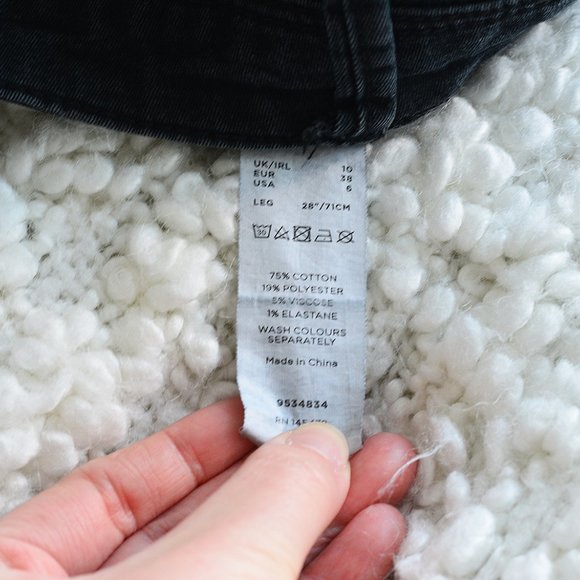 UK/IRL 10
EUR 38
USA 6
LEG 28"/71CM
30
75% COTTON
19% POLYESTER
5% VISCOSE
1% ELASTANE
WASH COLOURS
SEPARATELY
Made in China
9534834
RN